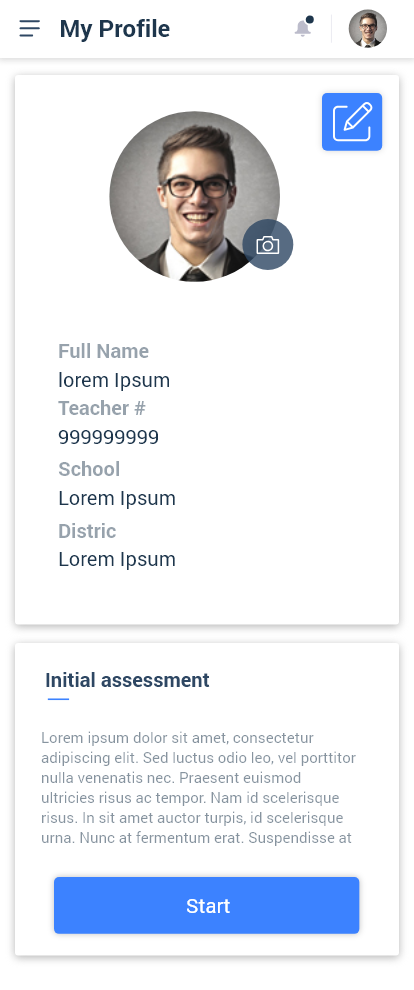 My Profile
Full Name
lorem Ipsum
Teacher #
999999999
School
Lorem Ipsum
Distric
Lorem Ipsum
Initial assessment
Lorem ipsum dolor sit amet, consectetur
adipiscing elit. Sed luctus odio leo, vel porttitor
nulla venenatis nec. Praesent euismod
ultricies risus ac tempor. Nam id scelerisque
risus. In sit amet auctor turpis, id scelerisque
urna. Nunc at fermentum erat. Suspendisse at
Start